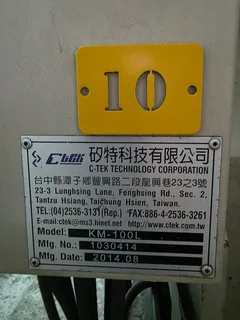 10
CTEK 矽特科技有限公司
C-TEK TECHNOLOGY CORPORATION
台中縣潭子鄉豐興路二段龍興巷23之3號
23-3 Lunghsing Lane, Fenghsing Rd., Sec. 2,
Tantzu Hsiang, Taichung Hsien, Taiwan.
TEL:(04)2536-3131(Rep.) FAX:886-4-2536-3261
e-mail:ctek@ms3.hinet.net http://www.ctek.com.tw
Model: KM-100L
Mfg. No.: 1030414
Mfg. Date: 2014.08